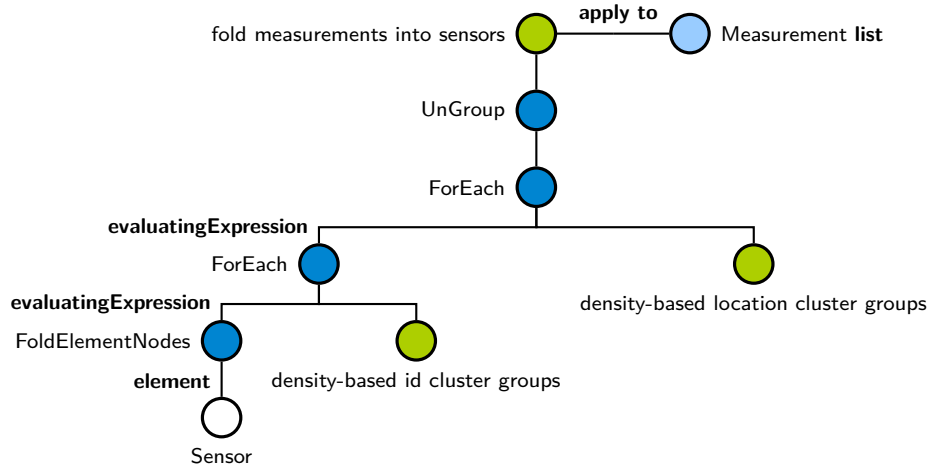 apply to
fold measurements into sensors
Measurement list
UnGroup
ForEach
evaluatingExpression
ForEach
evaluatingExpression
density-based location cluster groups
FoldElementNodes
element
density-based id cluster groups
Sensor